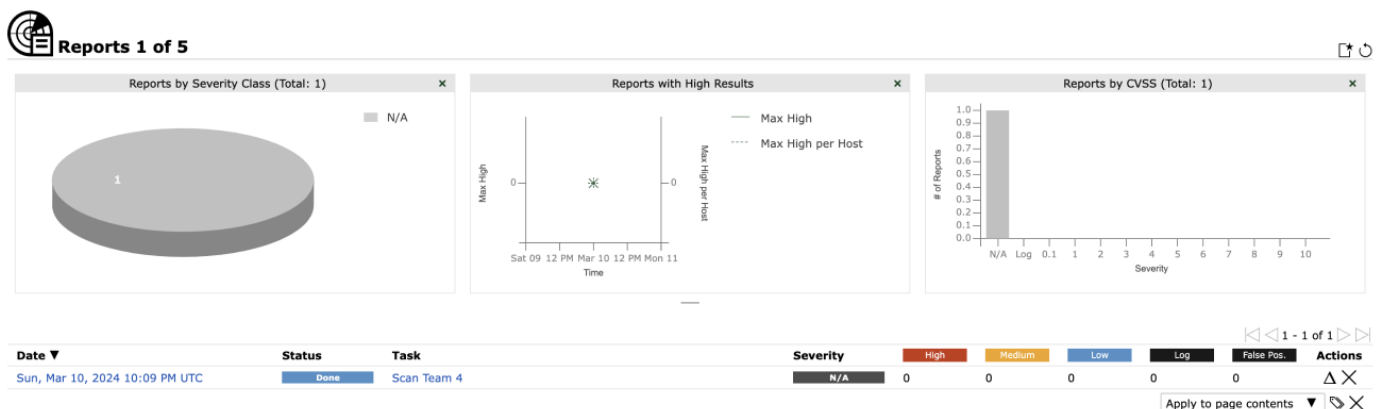 Reports 1 of 5
Reports by Severity Class (Total: 1) ×
N/A
1
Reports with High Results ×
Max High
Max High per Host
Max High
0
0
Max High per Host
Sat 09 12 PM Mar 10 12 PM Mon 11
Time
Reports by CVSS (Total: 1) ×
# of Reports
1.0
0.9
0.8
0.7
0.6
0.5
0.4
0.3
0.2
0.1
0.0
N/A Log 0.1 1 2 3 4 5 6 7 8 9 10
Severity
1 - 1 of 1
Date ▼ Status Task Severity High Medium Low Log False Pos. Actions
Sun, Mar 10, 2024 10:09 PM UTC Done Scan Team 4 N/A 0 0 0 0 0
Apply to page contents ▼